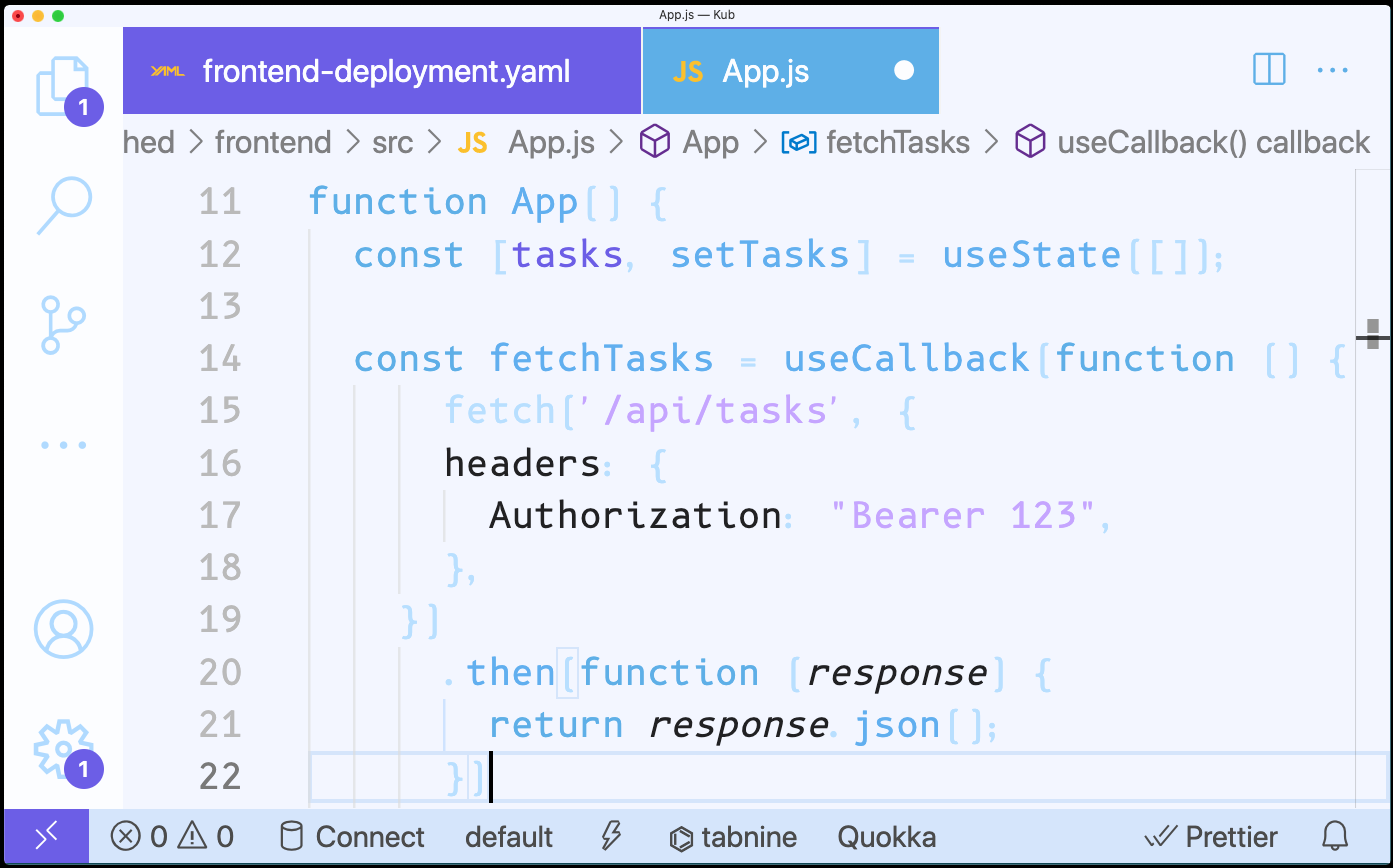 App.js — Kub
YAML frontend-deployment.yaml
JS App.js
1
hed > frontend > src > JS App.js > App > fetchTasks > useCallback() callback
11 function App() {
12 const [tasks, setTasks] = useState([]);
13
14 const fetchTasks = useCallback(function () {
15 fetch('/api/tasks', {
16 headers: {
17 Authorization: "Bearer 123",
18 },
19 })
20 .then(function (response) {
21 return response.json();
22 })
1
0 0 Connect default tabnine Quokka Prettier